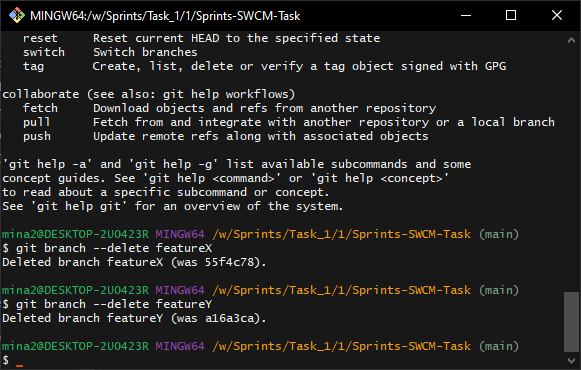 MINGW64:/w/Sprints/Task_1/1/Sprints-SWCM-Task
reset     Reset current HEAD to the specified state
switch    Switch branches
tag       Create, list, delete or verify a tag object signed with GPG
collaborate (see also: git help workflows)
fetch     Download objects and refs from another repository
pull      Fetch from and integrate with another repository or a local branch
push      Update remote refs along with associated objects
'git help -a' and 'git help -g' list available subcommands and some
concept guides. See 'git help <command>' or 'git help <concept>'
to read about a specific subcommand or concept.
See 'git help git' for an overview of the system.
mina2@DESKTOP-2UO423R MINGW64 /w/Sprints/Task_1/1/Sprints-SWCM-Task (main)
$ git branch --delete featureX
Deleted branch featureX (was 55f4c78).
mina2@DESKTOP-2UO423R MINGW64 /w/Sprints/Task_1/1/Sprints-SWCM-Task (main)
$ git branch --delete featureY
Deleted branch featureY (was a16a3ca).
mina2@DESKTOP-2UO423R MINGW64 /w/Sprints/Task_1/1/Sprints-SWCM-Task (main)
$